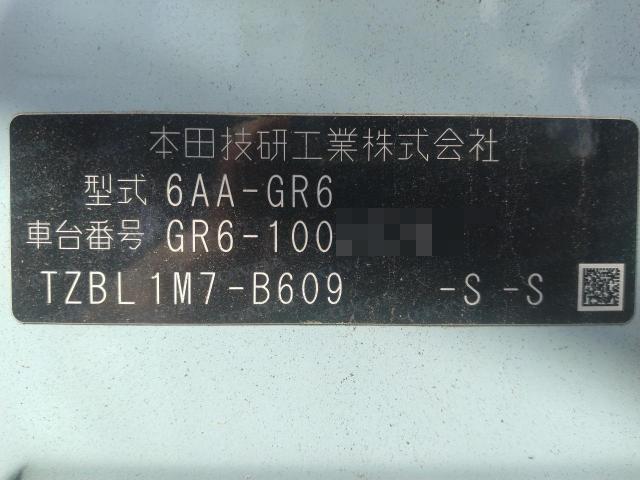 本田技研工業株式会社
型式 6AA-GR6
車台番号 GR6-100
TZBL1M7-B609 -S -S